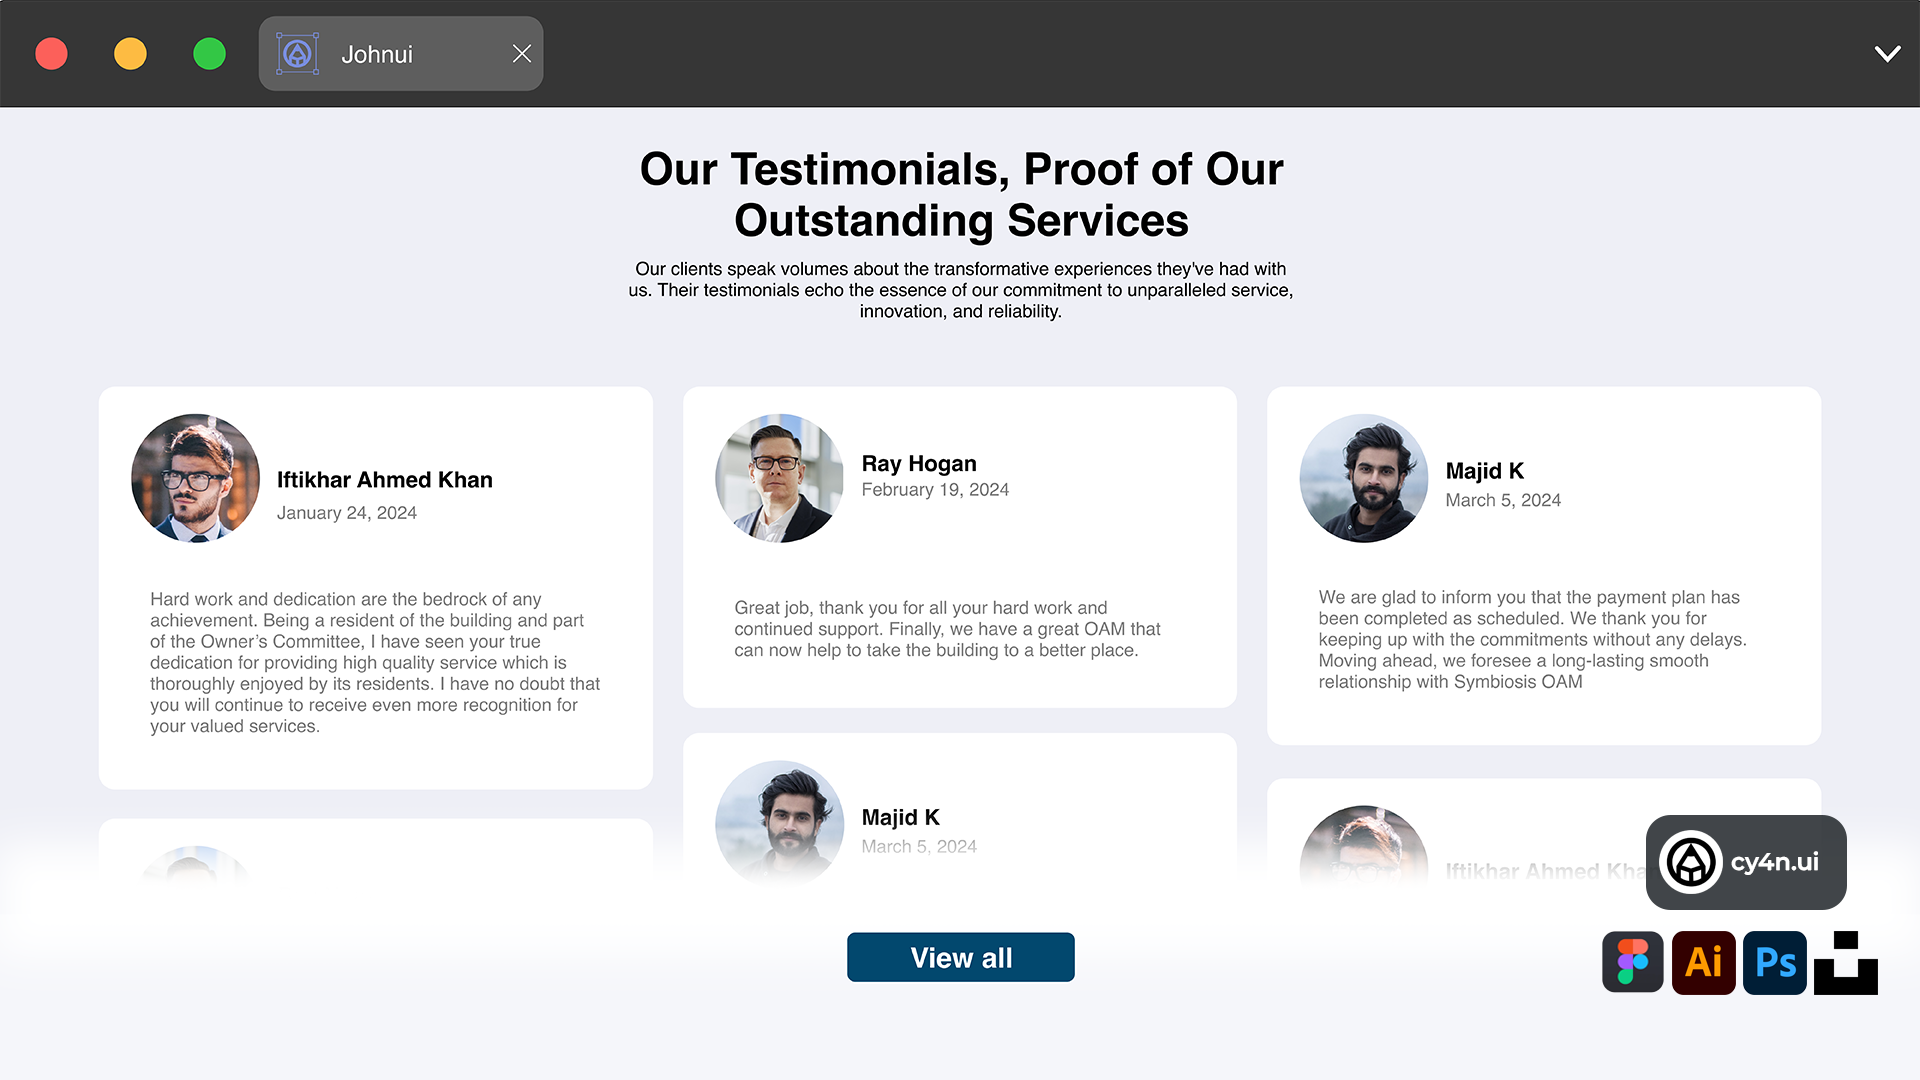 Johnui
Our Testimonials, Proof of Our
Outstanding Services
Our clients speak volumes about the transformative experiences they've had with
us. Their testimonials echo the essence of our commitment to unparalleled service,
innovation, and reliability.
Iftikhar Ahmed Khan
January 24, 2024
Hard work and dedication are the bedrock of any
achievement. Being a resident of the building and part
of the Owner’s Committee, I have seen your true
dedication for providing high quality service which is
thoroughly enjoyed by its residents. I have no doubt that
you will continue to receive even more recognition for
your valued services.
Ray Hogan
February 19, 2024
Great job, thank you for all your hard work and
continued support. Finally, we have a great OAM that
can now help to take the building to a better place.
Majid K
March 5, 2024
We are glad to inform you that the payment plan has
been completed as scheduled. We thank you for
keeping up with the commitments without any delays.
Moving ahead, we foresee a long-lasting smooth
relationship with Symbiosis OAM
Majid K
March 5, 2024
Iftikhar Ahmed Kha
cy4n.ui
View all
Ai
Ps